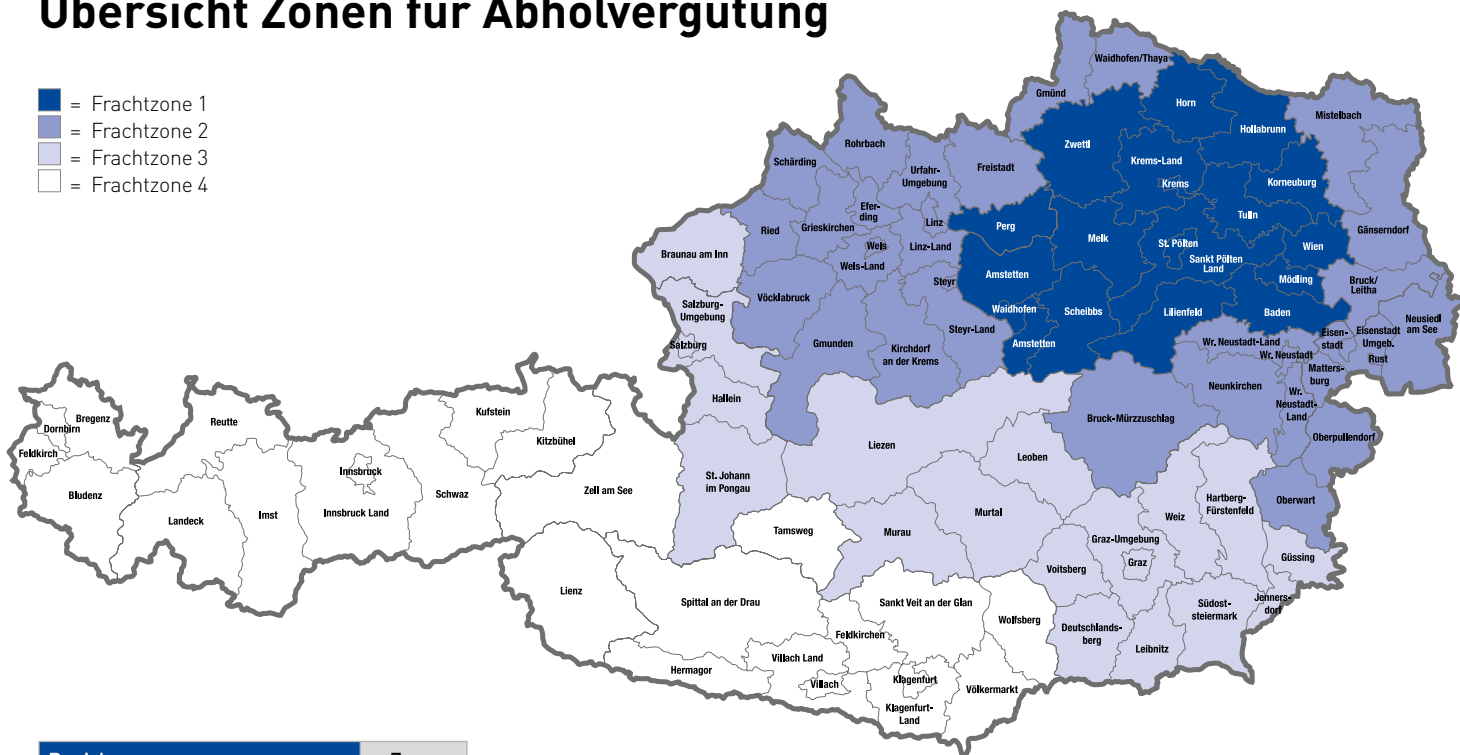 Übersicht Zonen für Abholvergütung
= Frachtzone 1
= Frachtzone 2
= Frachtzone 3
= Frachtzone 4
Waidhofen/Thaya
Gmünd
Horn
Mistelbach
Hollabrunn
Zwettl
Rohrbach
Schärding
Urfahr-
Umgebung
Freistadt
Krems-Land
Krems
Korneuburg
Efer-
ding
Tulln
Ried
Grieskirchen
Linz
Perg
Melk
St. Pölten
Wien
Gänserndorf
Braunau am Inn
Wels
Linz-Land
Sankt Pölten
Land
Wels-Land
Amstetten
Mödling
Bruck/
Leitha
Steyr
Vöcklabruck
Salzburg-
Umgebung
Waidhofen
Scheibbs
Lilienfeld
Baden
Neusiedl
am See
Steyr-Land
Eisen-
stadt
Eisenstadt
Umgeb.
Salzburg
Gmunden
Kirchdorf
an der Krems
Amstetten
Wr. Neustadt-Land
Wr. Neustadt
Rust
Matters-
burg
Neunkirchen
Wr.
Neustadt-
Land
Hallein
Kufstein
Bregenz
Reutte
Dornbirn
Bruck-Mürzzuschlag
Oberpullendorf
Kitzbühel
Liezen
Feldkirch
Leoben
Innsbruck
St. Johann
im Pongau
Bludenz
Schwaz
Zell am See
Hartberg-
Fürstenfeld
Oberwart
Landeck
Imst
Innsbruck Land
Murtal
Weiz
Tamsweg
Murau
Graz-Umgebung
Graz
Güssing
Voitsberg
Lienz
Spittal an der Drau
Sankt Veit an der Glan
Jenners-
dorf
Südost-
steiermark
Wolfsberg
Feldkirchen
Deutschlands-
berg
Leibnitz
Villach Land
Hermagor
Villach
Klagenfurt
Völkermarkt
Klagenfurt-
Land